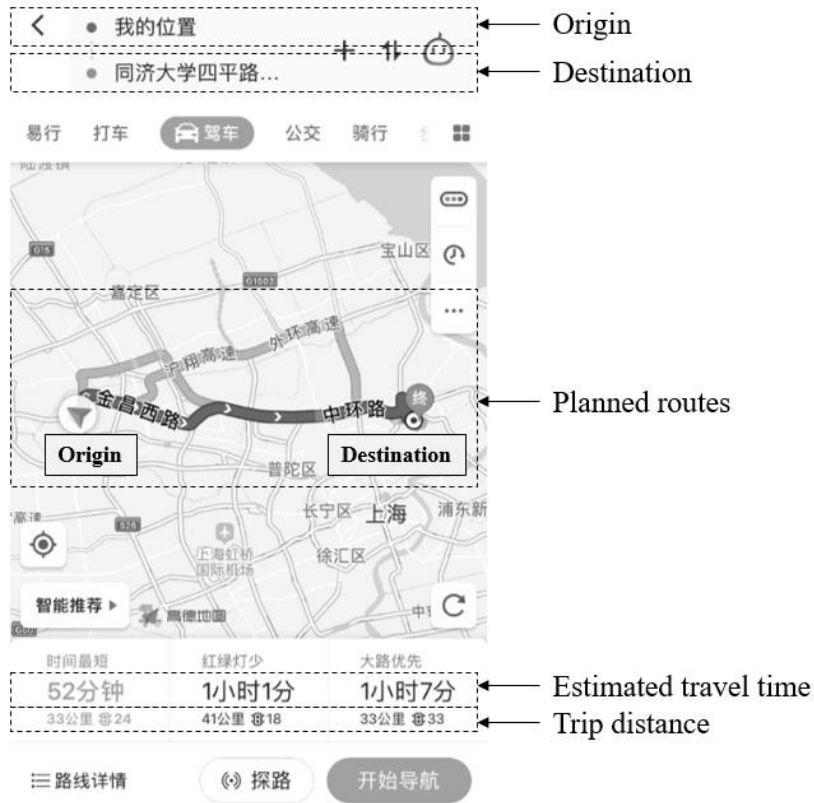 我的位置
Origin
同济大学四平路...
Destination
易行 打车 驾车 公交 骑行
G15
宝山区
G1503
嘉定区
沪翔高速
外环高速
金昌西路
中环路
终
Planned routes
Origin
Destination
普陀区
长宁区
上海
浦东新
S26
上海虹桥
国际机场
徐汇区
智能推荐
高德地图
时间最短 红绿灯少 大路优先
52分钟 1小时1分 1小时7分
Estimated travel time
33公里 24 41公里 18 33公里 33
Trip distance
路线详情 探路 开始导航